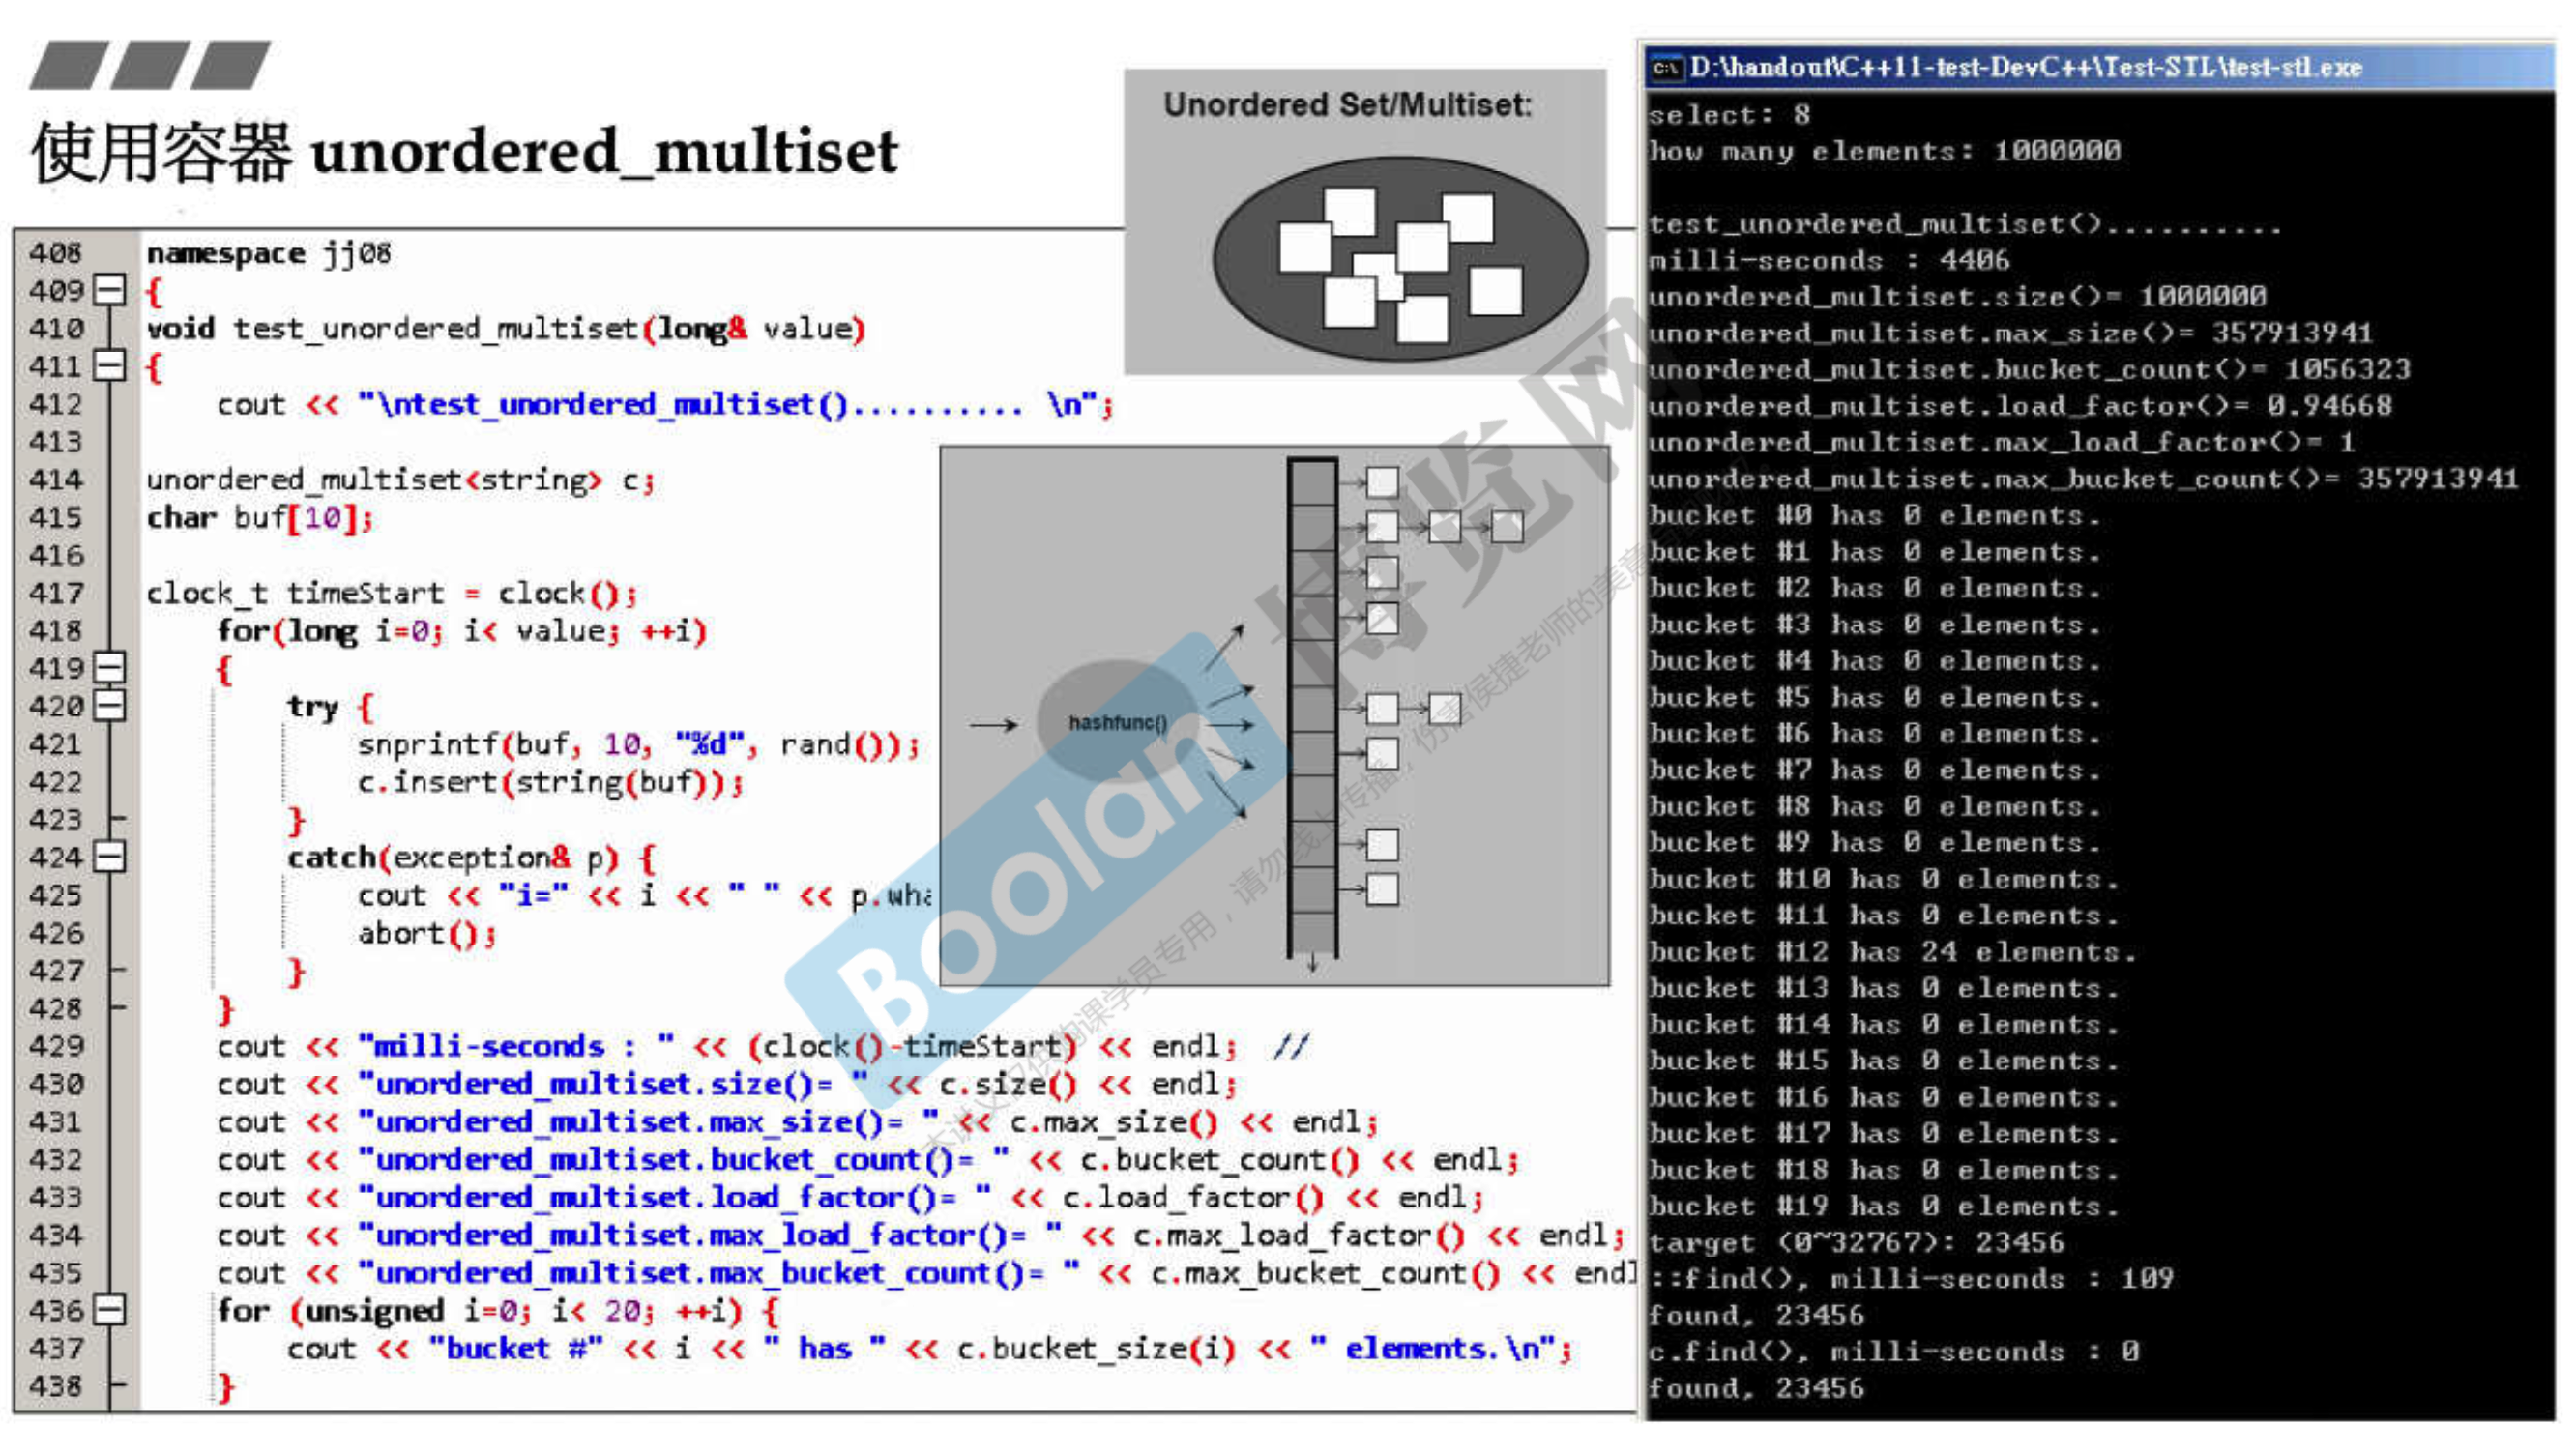 使用容器 unordered_multiset
Unordered Set/Multiset:
408 namespace jj08
409 {
410 void test_unordered_multiset(long& value)
411 {
412 cout << "\ntest_unordered_multiset().......... \n";
413
414 unordered_multiset<string> c;
415 char buf[10];
416
417 clock_t timeStart = clock();
418 for(long i=0; i< value; ++i)
419 {
420 try {
421 snprintf(buf, 10, "%d", rand());
422 c.insert(string(buf));
423 }
424 catch(exception& p) {
425 cout << "i=" << i << " " << p.wha
426 abort();
427 }
428 }
429 cout << "milli-seconds : " << (clock()-timeStart) << endl; //
430 cout << "unordered_multiset.size()= " << c.size() << endl;
431 cout << "unordered_multiset.max_size()= " << c.max_size() << endl;
432 cout << "unordered_multiset.bucket_count()= " << c.bucket_count() << endl;
433 cout << "unordered_multiset.load_factor()= " << c.load_factor() << endl;
434 cout << "unordered_multiset.max_load_factor()= " << c.max_load_factor() << endl;
435 cout << "unordered_multiset.max_bucket_count()= " << c.max_bucket_count() << endl
436 for (unsigned i=0; i< 20; ++i) {
437 cout << "bucket #" << i << " has " << c.bucket_size(i) << " elements.\n";
438 }
hashfunc()
Boolan 博览网
D:\handout\C++11-test-DevC++\Test-STL\test-stl.exe
select: 8
how many elements: 1000000
test_unordered_multiset()..........
milli-seconds : 4406
unordered_multiset.size()= 1000000
unordered_multiset.max_size()= 357913941
unordered_multiset.bucket_count()= 1056323
unordered_multiset.load_factor()= 0.94668
unordered_multiset.max_load_factor()= 1
unordered_multiset.max_bucket_count()= 357913941
bucket #0 has 0 elements.
bucket #1 has 0 elements.
bucket #2 has 0 elements.
bucket #3 has 0 elements.
bucket #4 has 0 elements.
bucket #5 has 0 elements.
bucket #6 has 0 elements.
bucket #7 has 0 elements.
bucket #8 has 0 elements.
bucket #9 has 0 elements.
bucket #10 has 0 elements.
bucket #11 has 0 elements.
bucket #12 has 24 elements.
bucket #13 has 0 elements.
bucket #14 has 0 elements.
bucket #15 has 0 elements.
bucket #16 has 0 elements.
bucket #17 has 0 elements.
bucket #18 has 0 elements.
bucket #19 has 0 elements.
target (0~32767): 23456
::find(), milli-seconds : 109
found, 23456
c.find(), milli-seconds : 0
found, 23456